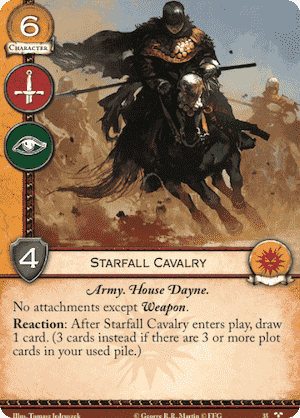 6
CHARACTER
4
STARFALL CAVALRY
Army. House Dayne.
No attachments except Weapon.
Reaction: After Starfall Cavalry enters play, draw
1 card. (3 cards instead if there are 3 or more plot
cards in your used pile.)
Illus. Tomasz Jedruszek © George R.R. Martin © FFG 35